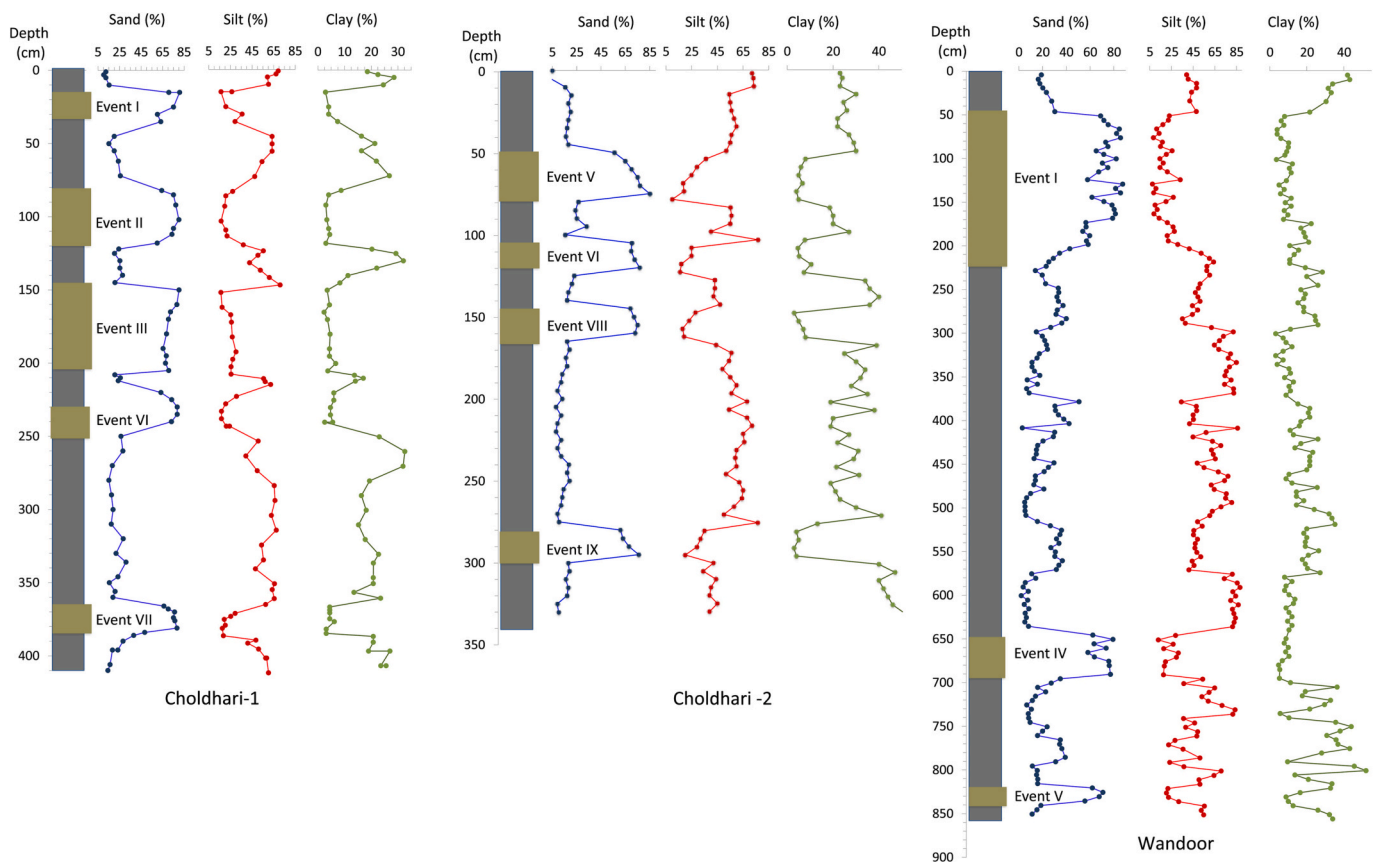 Sand (%) Silt (%) Clay (%)
Depth
(cm)
5 25 45 65 85 5 25 45 65 85 0 10 20 30
0
50
100
150
200
250
300
350
400
Event I
Event II
Event III
Event VI
Event VII
Choldhari-1
Sand (%) Silt (%) Clay (%)
Depth
(cm)
5 25 45 65 85 5 25 45 65 85 0 20 40
0
50
100
150
200
250
300
350
Event V
Event VI
Event VIII
Event IX
Choldhari -2
Sand (%) Silt (%) Clay (%)
Depth
(cm)
0 20 40 60 80 5 25 45 65 85 0 20 40
0
50
100
150
200
250
300
350
400
450
500
550
600
650
700
750
800
850
900
Event I
Event IV
Event V
Wandoor